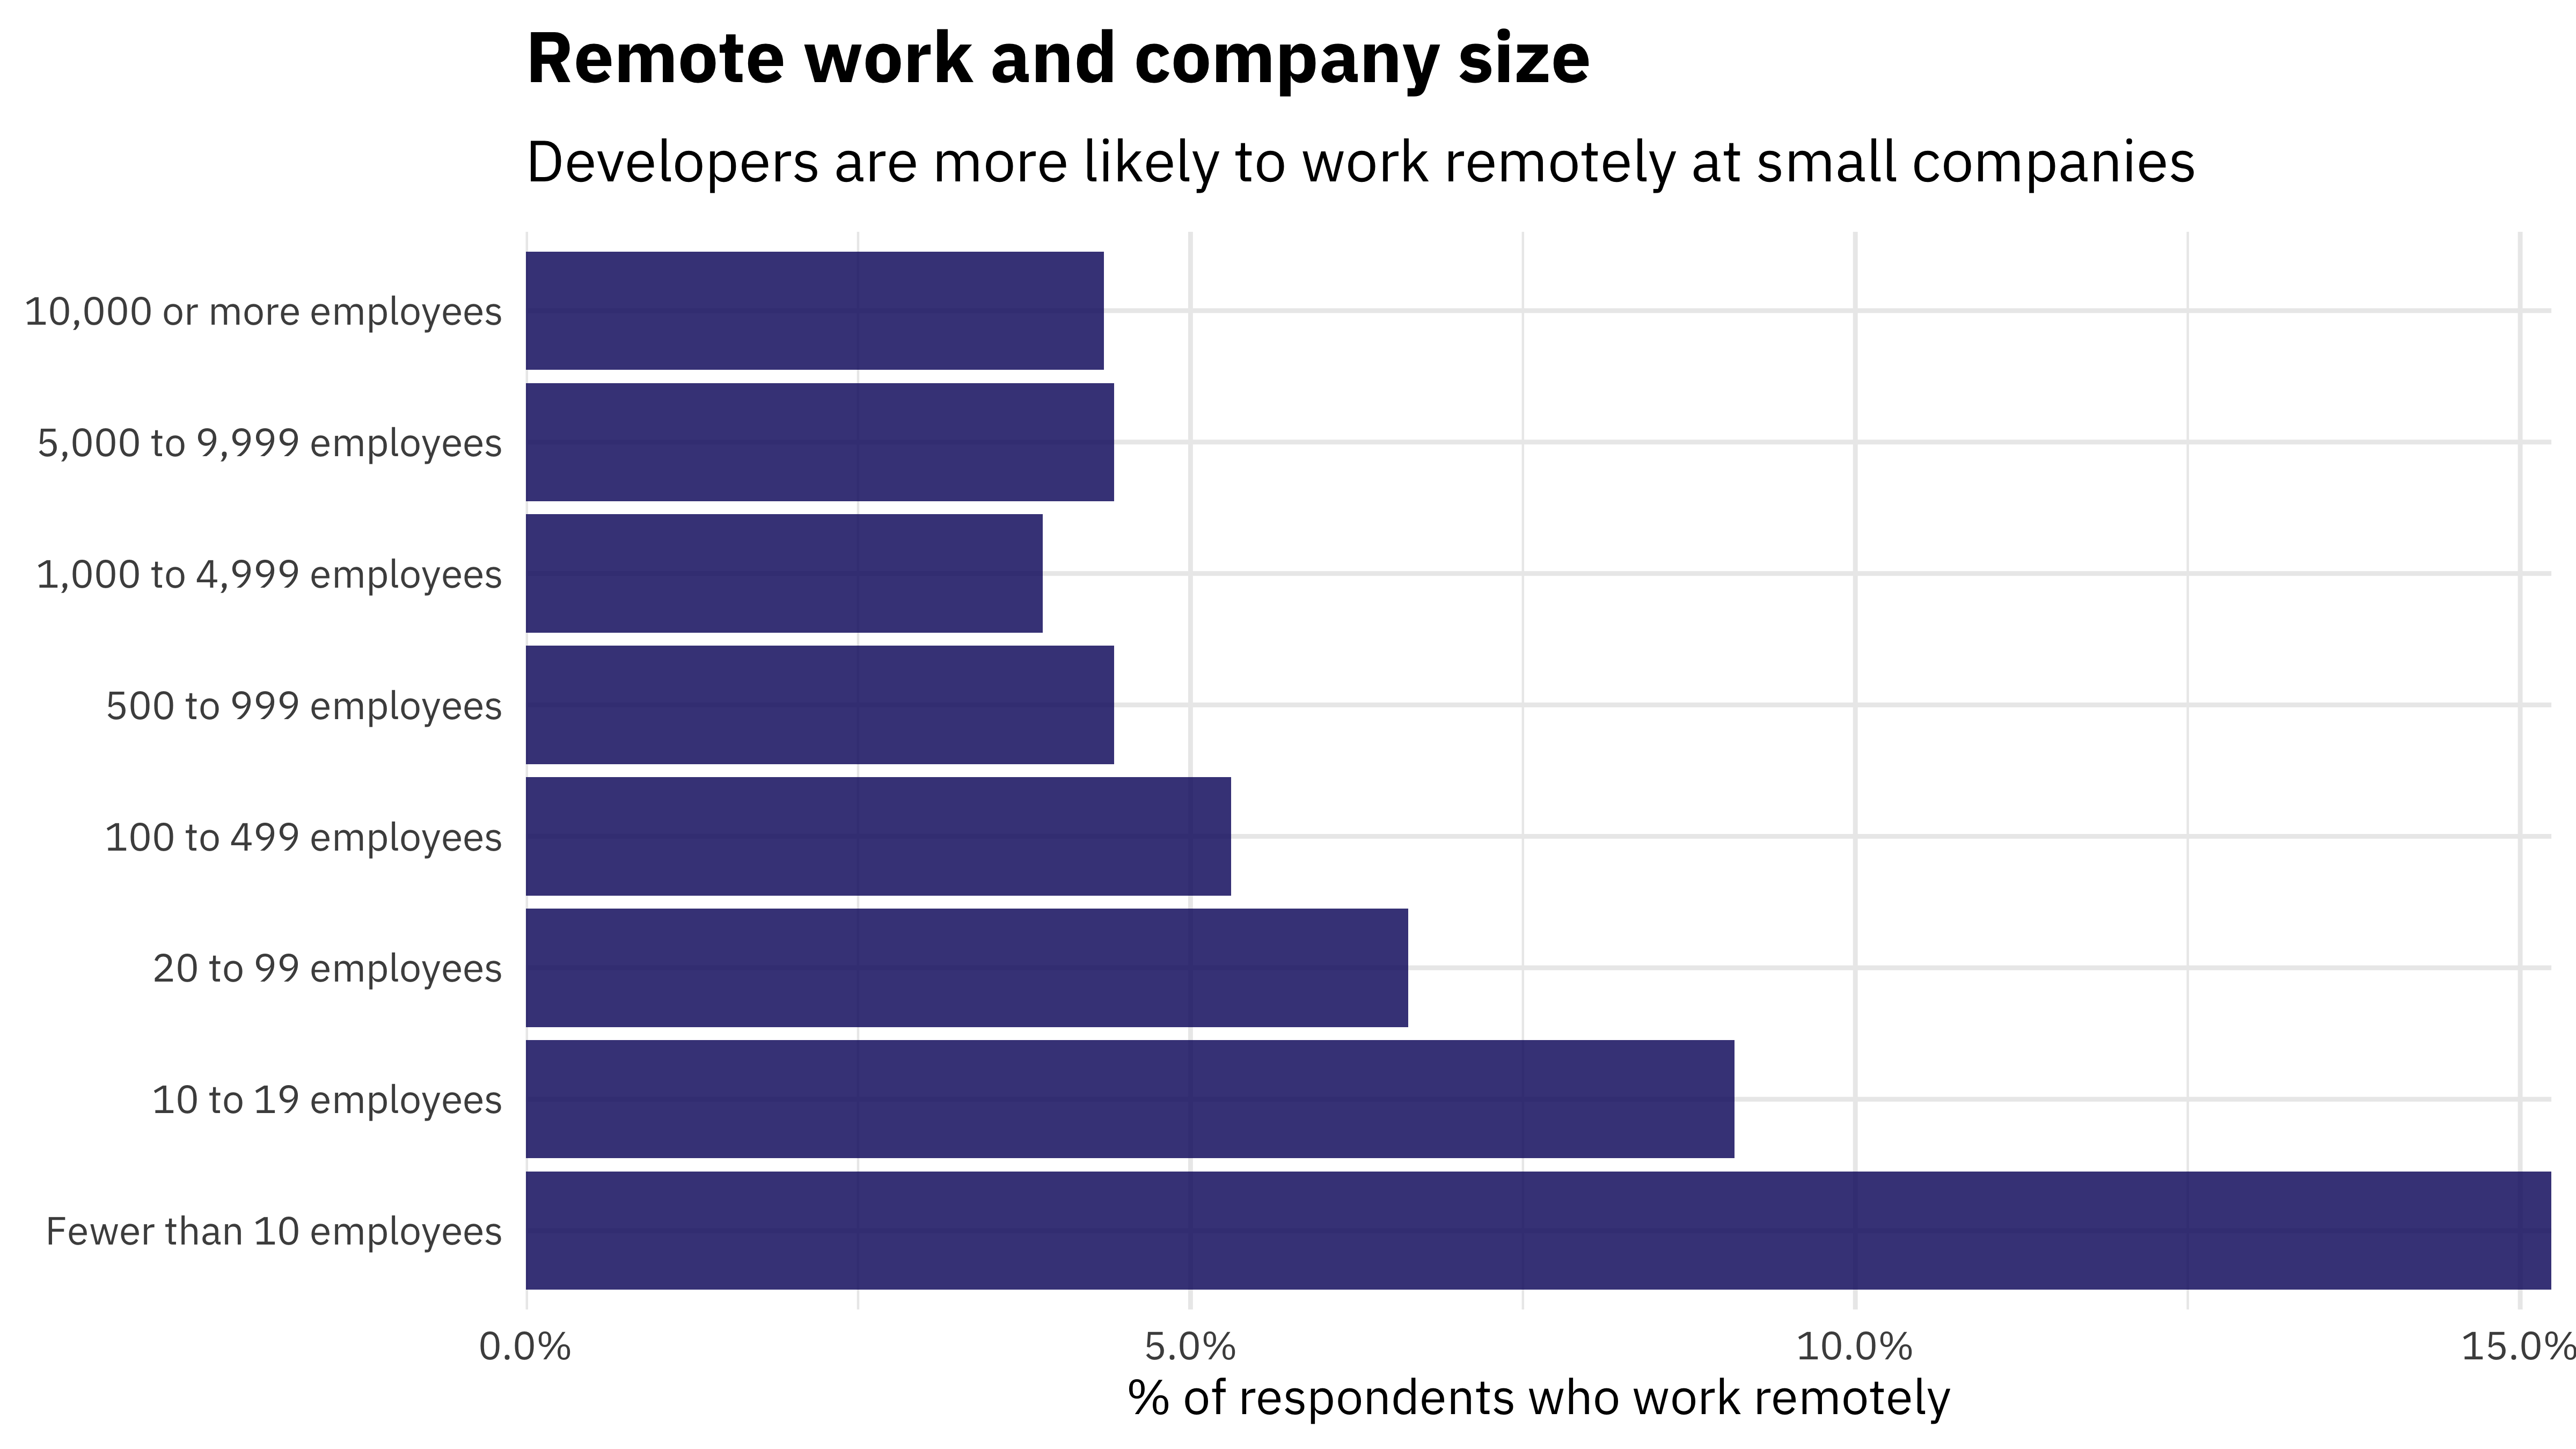 Remote work and company size
Developers are more likely to work remotely at small companies
10,000 or more employees
5,000 to 9,999 employees
1,000 to 4,999 employees
500 to 999 employees
100 to 499 employees
20 to 99 employees
10 to 19 employees
Fewer than 10 employees
0.0% 5.0% 10.0% 15.0%
% of respondents who work remotely